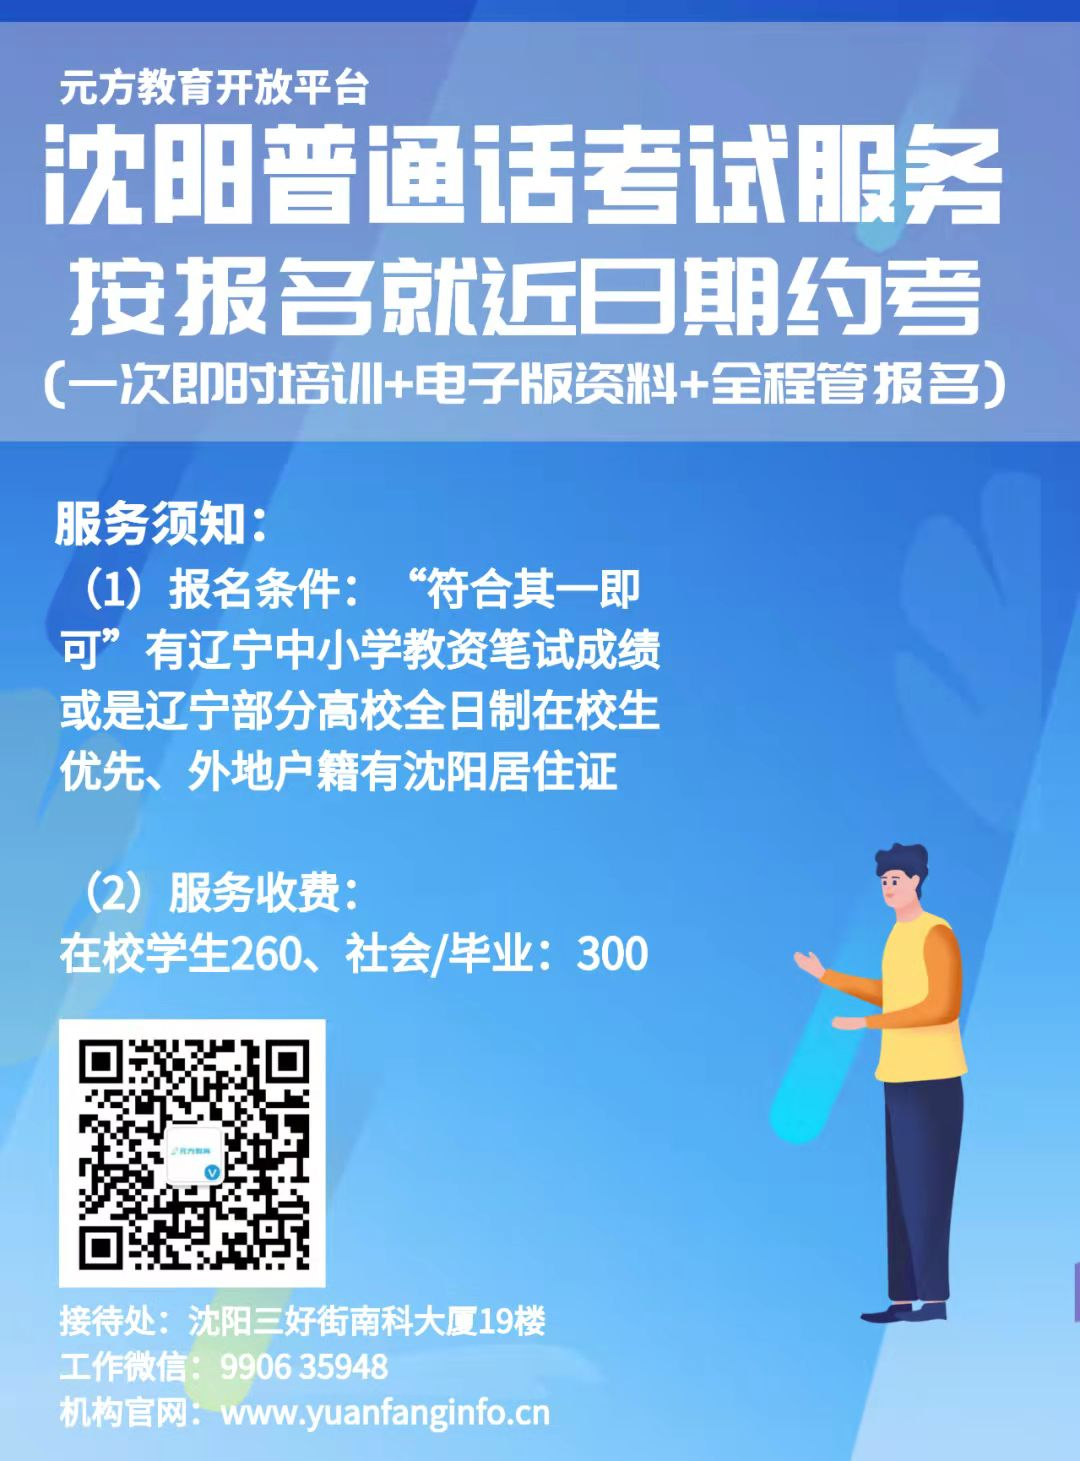 元方教育开放平台
沈阳普通话考试服务
按报名就近日期约考
(一次即时培训+电子版资料+全程管报名)
服务须知：
（1）报名条件：“符合其一即
可”有辽宁中小学教资笔试成绩
或是辽宁部分高校全日制在校生
优先、外地户籍有沈阳居住证
（2）服务收费：
在校学生260、社会/毕业：300
元方教育
接待处：沈阳三好街南科大厦19楼
工作微信：9906 35948
机构官网：www.yuanfanginfo.cn